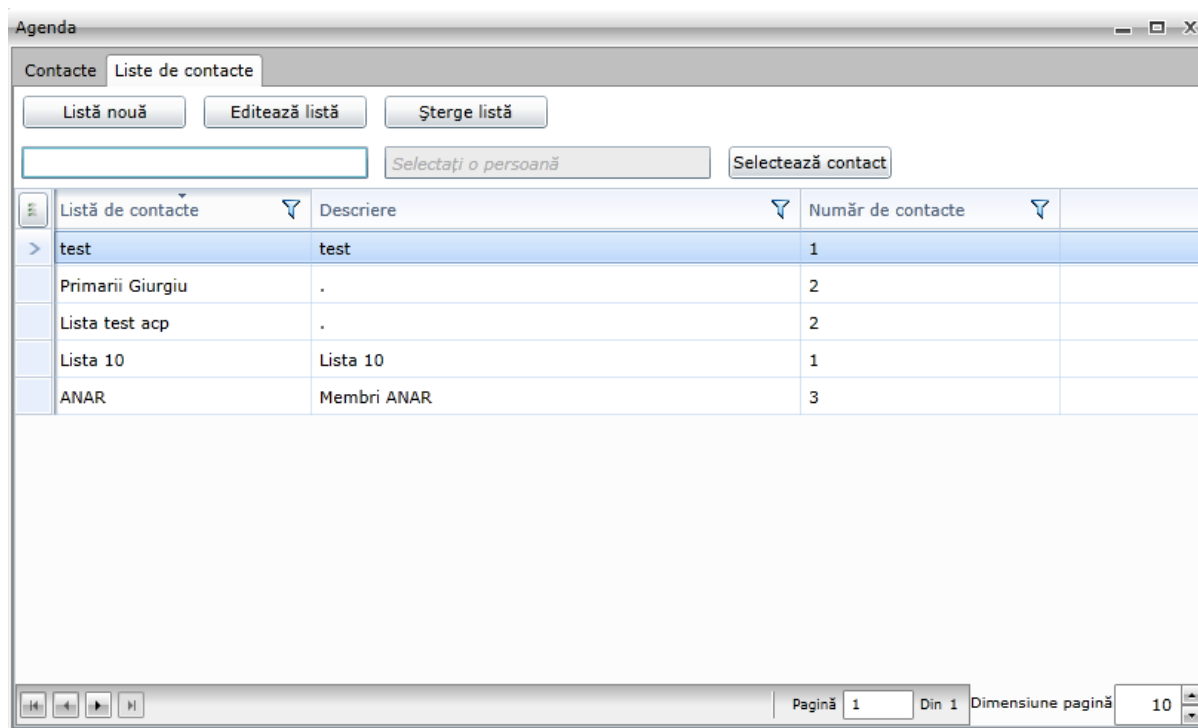 Agenda
Contacte Liste de contacte
Listă nouă Editează listă Șterge listă
Selectați o persoană Selectează contact
Listă de contacte Descriere Număr de contacte
test test 1
Primarii Giurgiu . 2
Lista test acp . 2
Lista 10 Lista 10 1
ANAR Membri ANAR 3
Pagină 1 Din 1 Dimensiune pagină 10